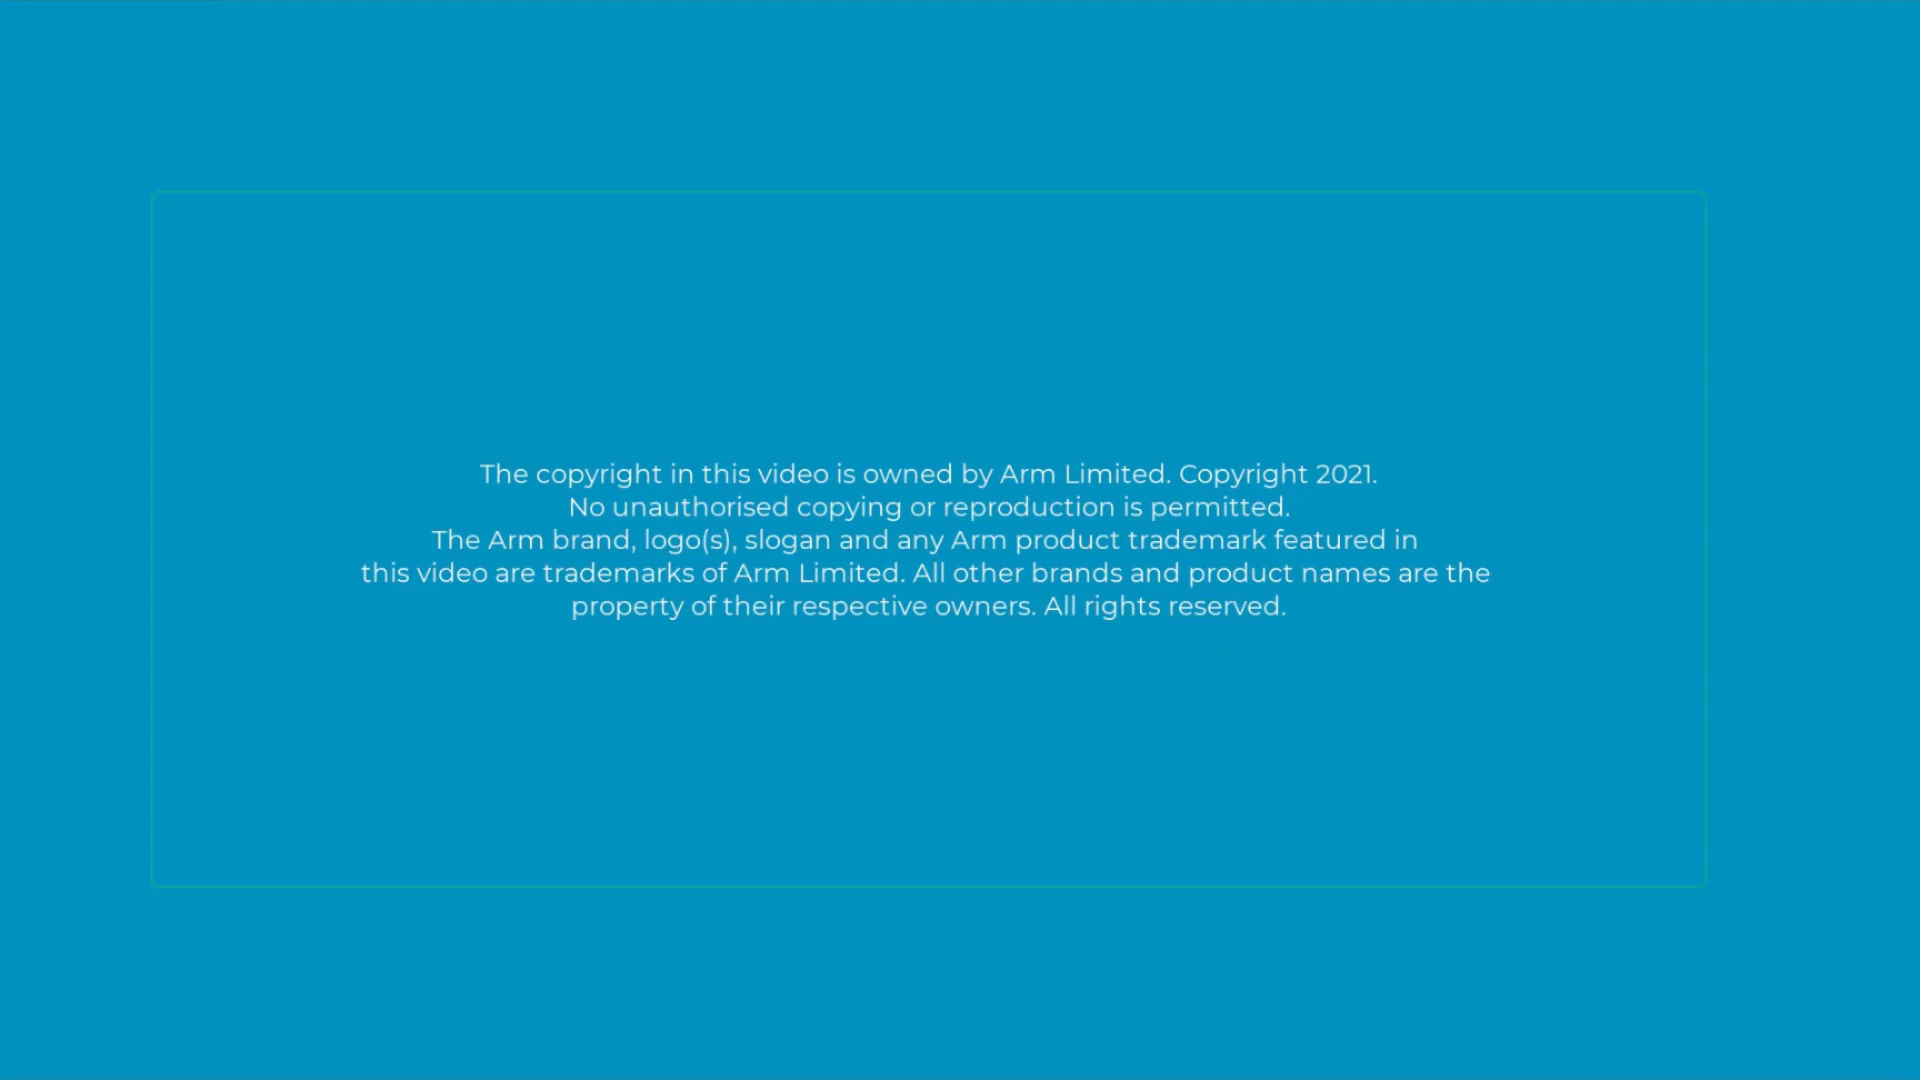 The copyright in this video is owned by Arm Limited. Copyright 2021.
No unauthorised copying or reproduction is permitted.
The Arm brand, logo(s), slogan and any Arm product trademark featured in
this video are trademarks of Arm Limited. All other brands and product names are the
property of their respective owners. All rights reserved.